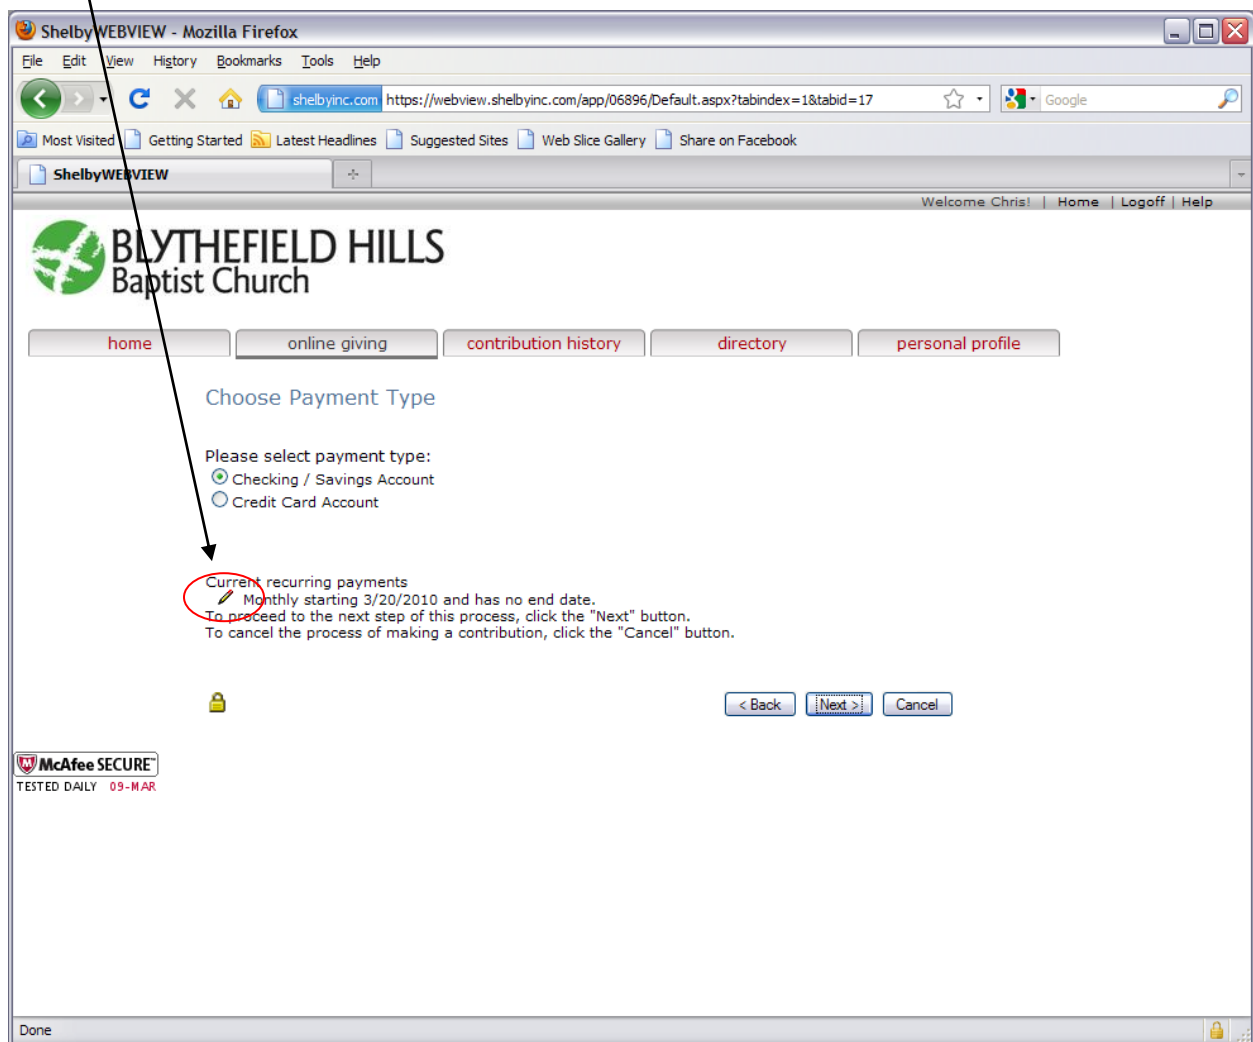 ShelbyWEBVIEW - Mozilla Firefox
File Edit View History Bookmarks Tools Help
shelbyinc.com https://webview.shelbyinc.com/app/06896/Default.aspx?tabindex=1&tabid=17 Google
Most Visited Getting Started Latest Headlines Suggested Sites Web Slice Gallery Share on Facebook
ShelbyWEBVIEW
Welcome Chris! | Home | Logoff | Help
BLYTHEFIELD HILLS
Baptist Church
home online giving contribution history directory personal profile
Choose Payment Type
Please select payment type:
Checking / Savings Account
Credit Card Account
Current recurring payments
Monthly starting 3/20/2010 and has no end date.
To proceed to the next step of this process, click the "Next" button.
To cancel the process of making a contribution, click the "Cancel" button.
< Back Next > Cancel
McAfee SECURE™
TESTED DAILY 09-MAR
Done